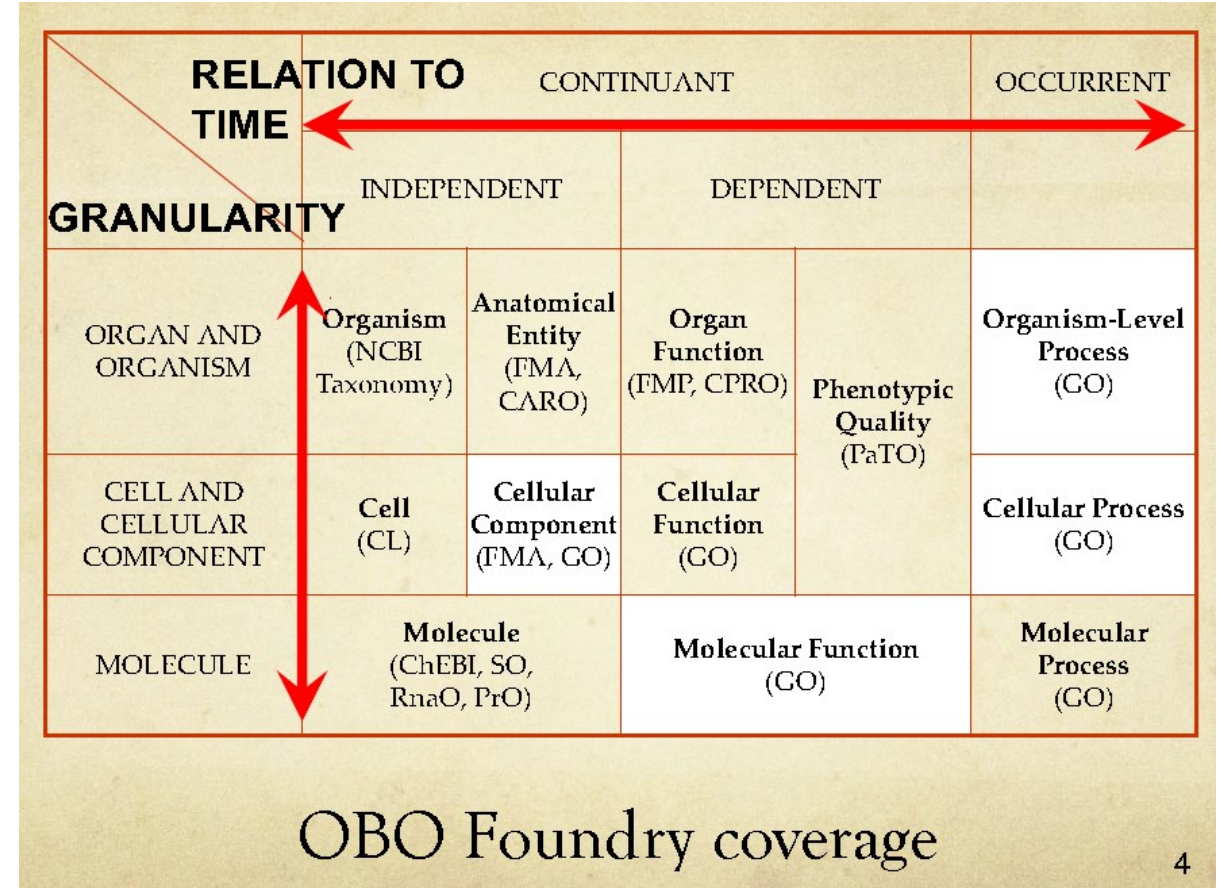 RELATION TO
TIME
CONTINUANT
OCCURRENT
GRANULARITY
INDEPENDENT
DEPENDENT
ORGAN AND
ORGANISM
Organism
(NCBI
Taxonomy)
Anatomical
Entity
(FMA,
CARO)
Organ
Function
(FMP, CPRO)
Phenotypic
Quality
(PaTO)
Organism-Level
Process
(GO)
CELL AND
CELLULAR
COMPONENT
Cell
(CL)
Cellular
Component
(FMA, GO)
Cellular
Function
(GO)
Cellular Process
(GO)
MOLECULE
Molecule
(ChEBI, SO,
RnaO, PrO)
Molecular Function
(GO)
Molecular
Process
(GO)
OBO Foundry coverage
4